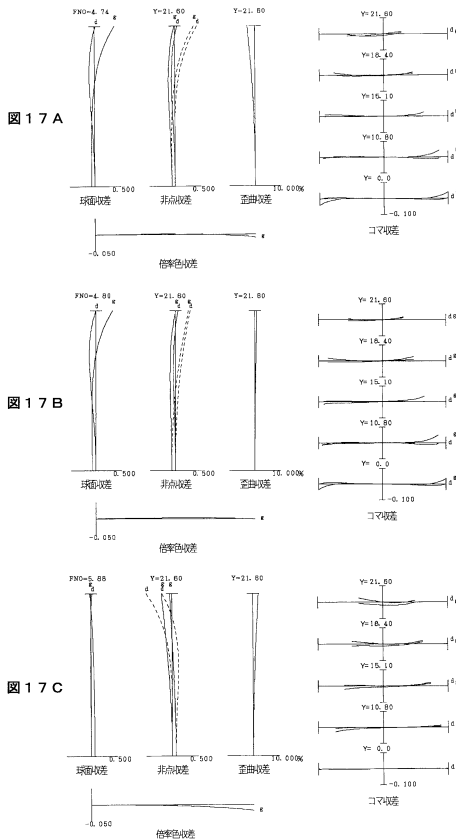 FNO=4.74
d
g
Y=21.60
g
d
g
d
Y=21.60
図17A
0.500
球面収差
0.500
非点収差
10.000%
歪曲収差
-0.050
g
倍率色収差
Y=21.60
d
Y=18.40
d
Y=15.10
d
Y=10.80
d
Y= 0.0
d
-0.100
コマ収差
FNO=4.80
d
g
Y=21.60
g
d
g
d
Y=21.60
図17B
0.500
球面収差
0.500
非点収差
10.000%
歪曲収差
-0.050
g
倍率色収差
Y=21.60
d g
Y=18.40
d g
Y=15.10
d g
Y=10.80
d g
Y= 0.0
d g
-0.100
コマ収差
FNO=5.88
g
d
Y=21.60
d
g
g
d
Y=21.60
図17C
0.500
球面収差
0.500
非点収差
10.000%
歪曲収差
-0.050
g
倍率色収差
Y=21.60
d
Y=18.40
d
Y=15.10
d
Y=10.80
d
Y= 0.0
d
-0.100
コマ収差